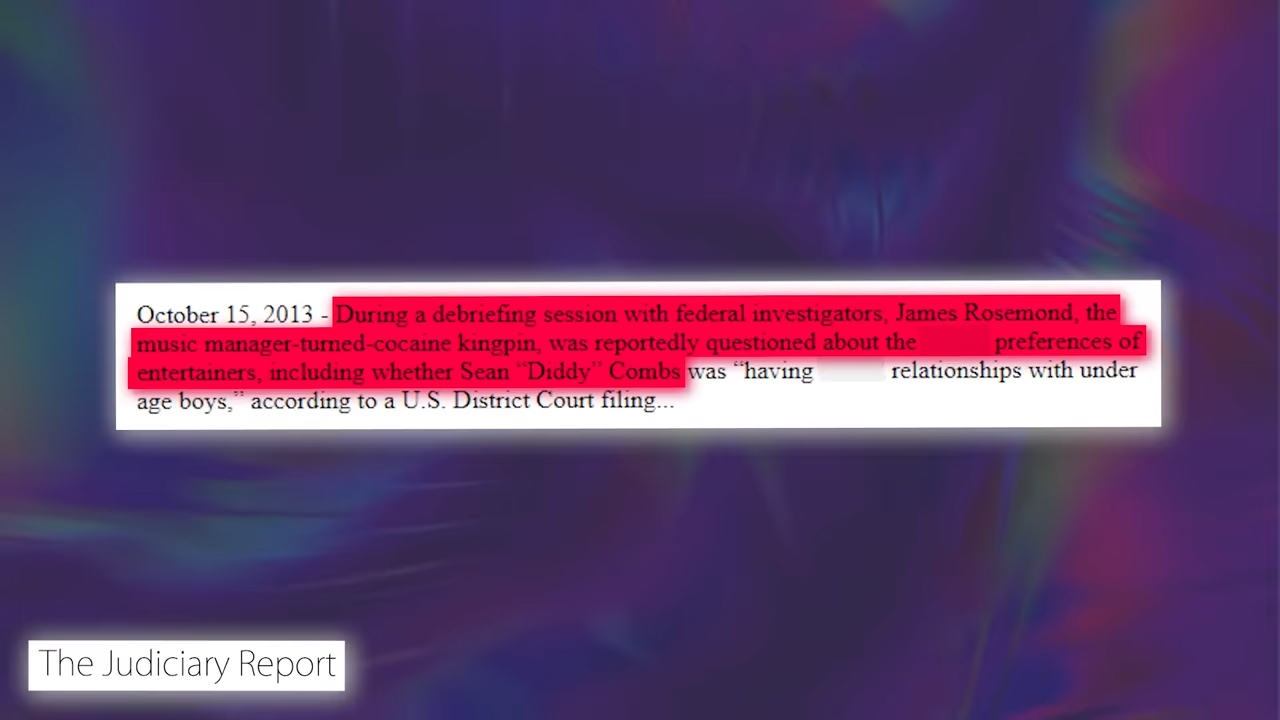 October 15, 2013 - During a debriefing session with federal investigators, James Rosemond, the
music manager-turned-cocaine kingpin, was reportedly questioned about the preferences of
entertainers, including whether Sean “Diddy” Combs was “having relationships with under
age boys,” according to a U.S. District Court filing...
The Judiciary Report